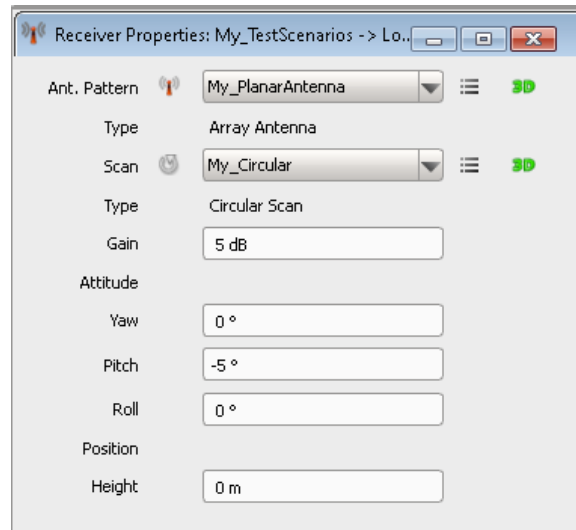 Receiver Properties: My_TestScenarios -> Lo..
Ant. Pattern My_PlanarAntenna 3D
Type Array Antenna
Scan My_Circular 3D
Type Circular Scan
Gain 5 dB
Attitude
Yaw 0 °
Pitch -5 °
Roll 0 °
Position
Height 0 m